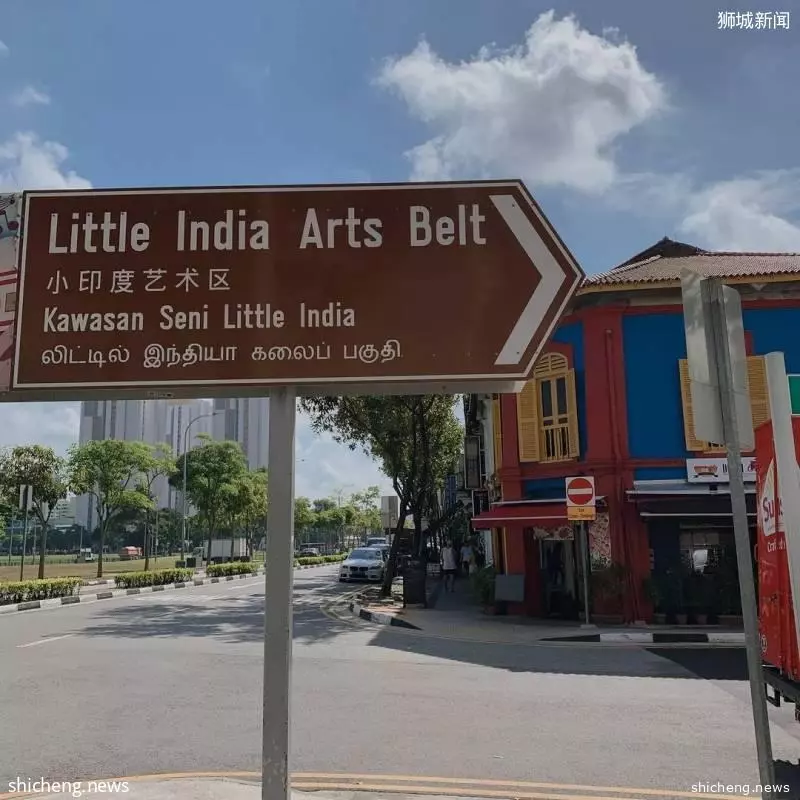 狮城新闻
Little India Arts Belt
小印度艺术区
Kawasan Seni Little India
லிட்டில் இந்தியா கலைப் பகுதி
shicheng.news
shicheng.news